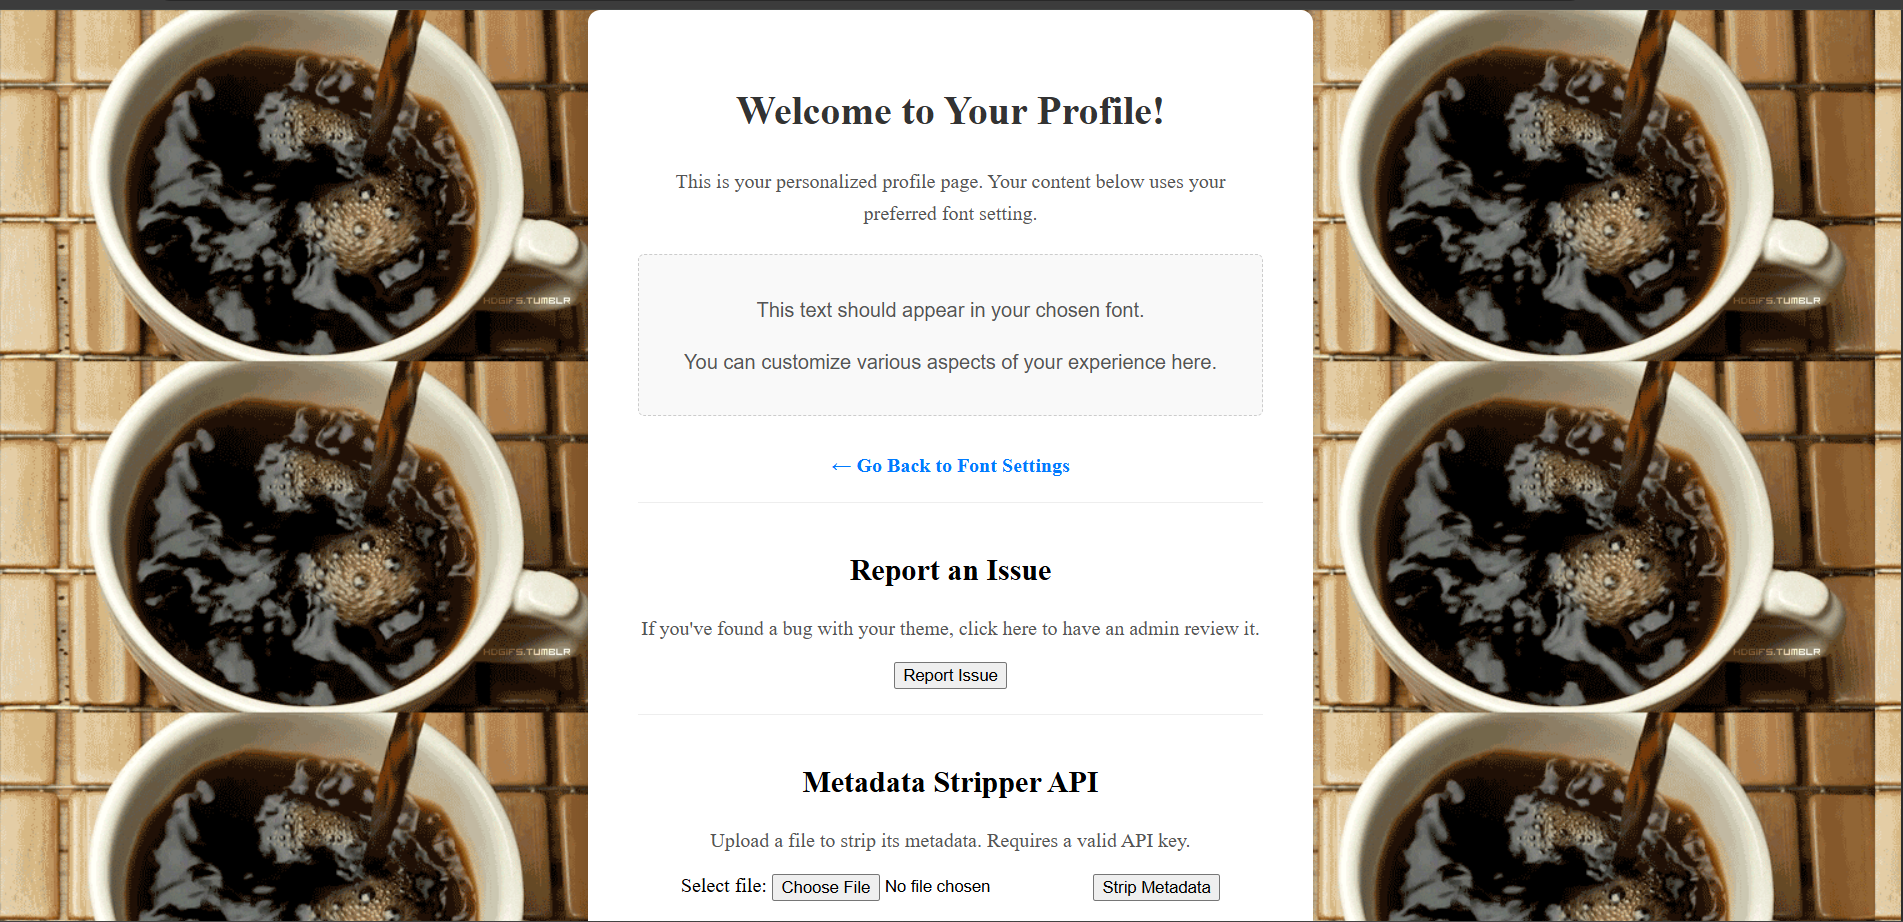 Welcome to Your Profile!
This is your personalized profile page. Your content below uses your
preferred font setting.
This text should appear in your chosen font.
You can customize various aspects of your experience here.
← Go Back to Font Settings
Report an Issue
If you've found a bug with your theme, click here to have an admin review it.
Report Issue
Metadata Stripper API
Upload a file to strip its metadata. Requires a valid API key.
Select file: Choose File No file chosen Strip Metadata
HDGIFS.TUMBLR
HDGIFS.TUMBLR
HDGIFS.TUMBLR
HDGIFS.TUMBLR